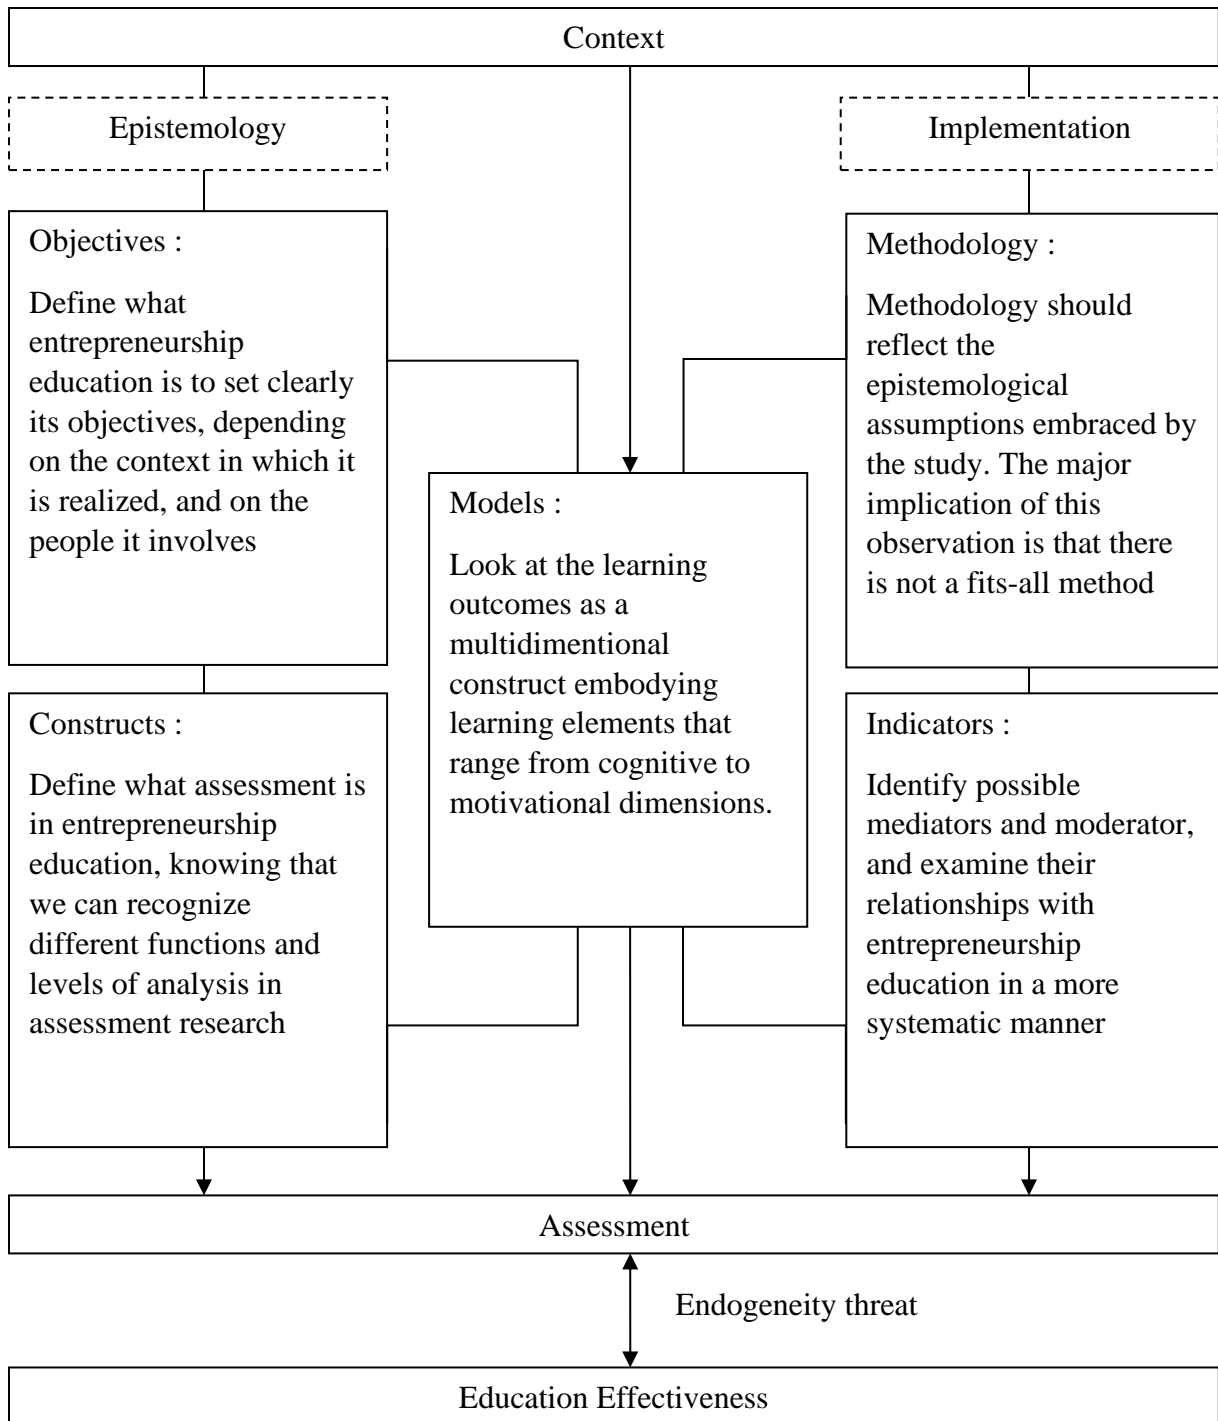 Context
Epistemology
Implementation
Objectives :
Define what
entrepreneurship
education is to set clearly
its objectives, depending
on the context in which it
is realized, and on the
people it involves
Methodology :
Methodology should
reflect the
epistemological
assumptions embraced by
the study. The major
implication of this
observation is that there
is not a fits-all method
Models :
Look at the learning
outcomes as a
multidimentional
construct embodying
learning elements that
range from cognitive to
motivational dimensions.
Constructs :
Define what assessment is
in entrepreneurship
education, knowing that
we can recognize
different functions and
levels of analysis in
assessment research
Indicators :
Identify possible
mediators and moderator,
and examine their
relationships with
entrepreneurship
education in a more
systematic manner
Assessment
Endogeneity threat
Education Effectiveness